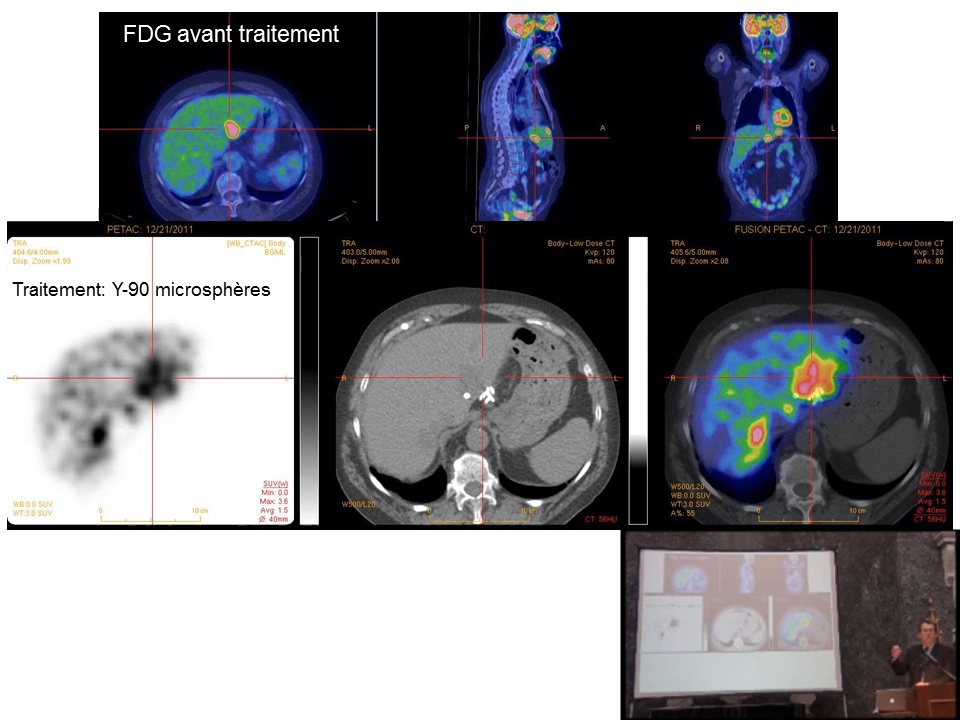 FDG avant traitement
L
P
A
R
L
PETAC: 12/21/2011
CT:
FUSION PETAC - CT: 12/21/2011
TRA
404.6/4.00mm
Disp. Zoom x1.99
[WB_CTAC] Body
BQML
TRA
403.0/5.00mm
Disp. Zoom x2.08
Body-Low Dose CT
Kvp: 120
mAs: 80
TRA
405.6/5.00mm
Disp. Zoom x2.08
Body-Low Dose CT
Kvp: 120
mAs: 80
Traitement: Y-90 microsphères
R
L
R
L
R
L
SUV(w)
Min: 0.0
Max: 3.6
Avg: 1.5
Ø: 40mm
WB:0.0 SUV
WT:3.0 SUV
0
10 cm
W500/L20
0
10 cm
CT: 56HU
W500/L20
WB:0.0 SUV
WT:3.0 SUV
A%: 55
0
10 cm
SUV(w)
Min: 0.0
Max: 3.6
Avg: 1.5
Ø: 40mm
CT: 56HU